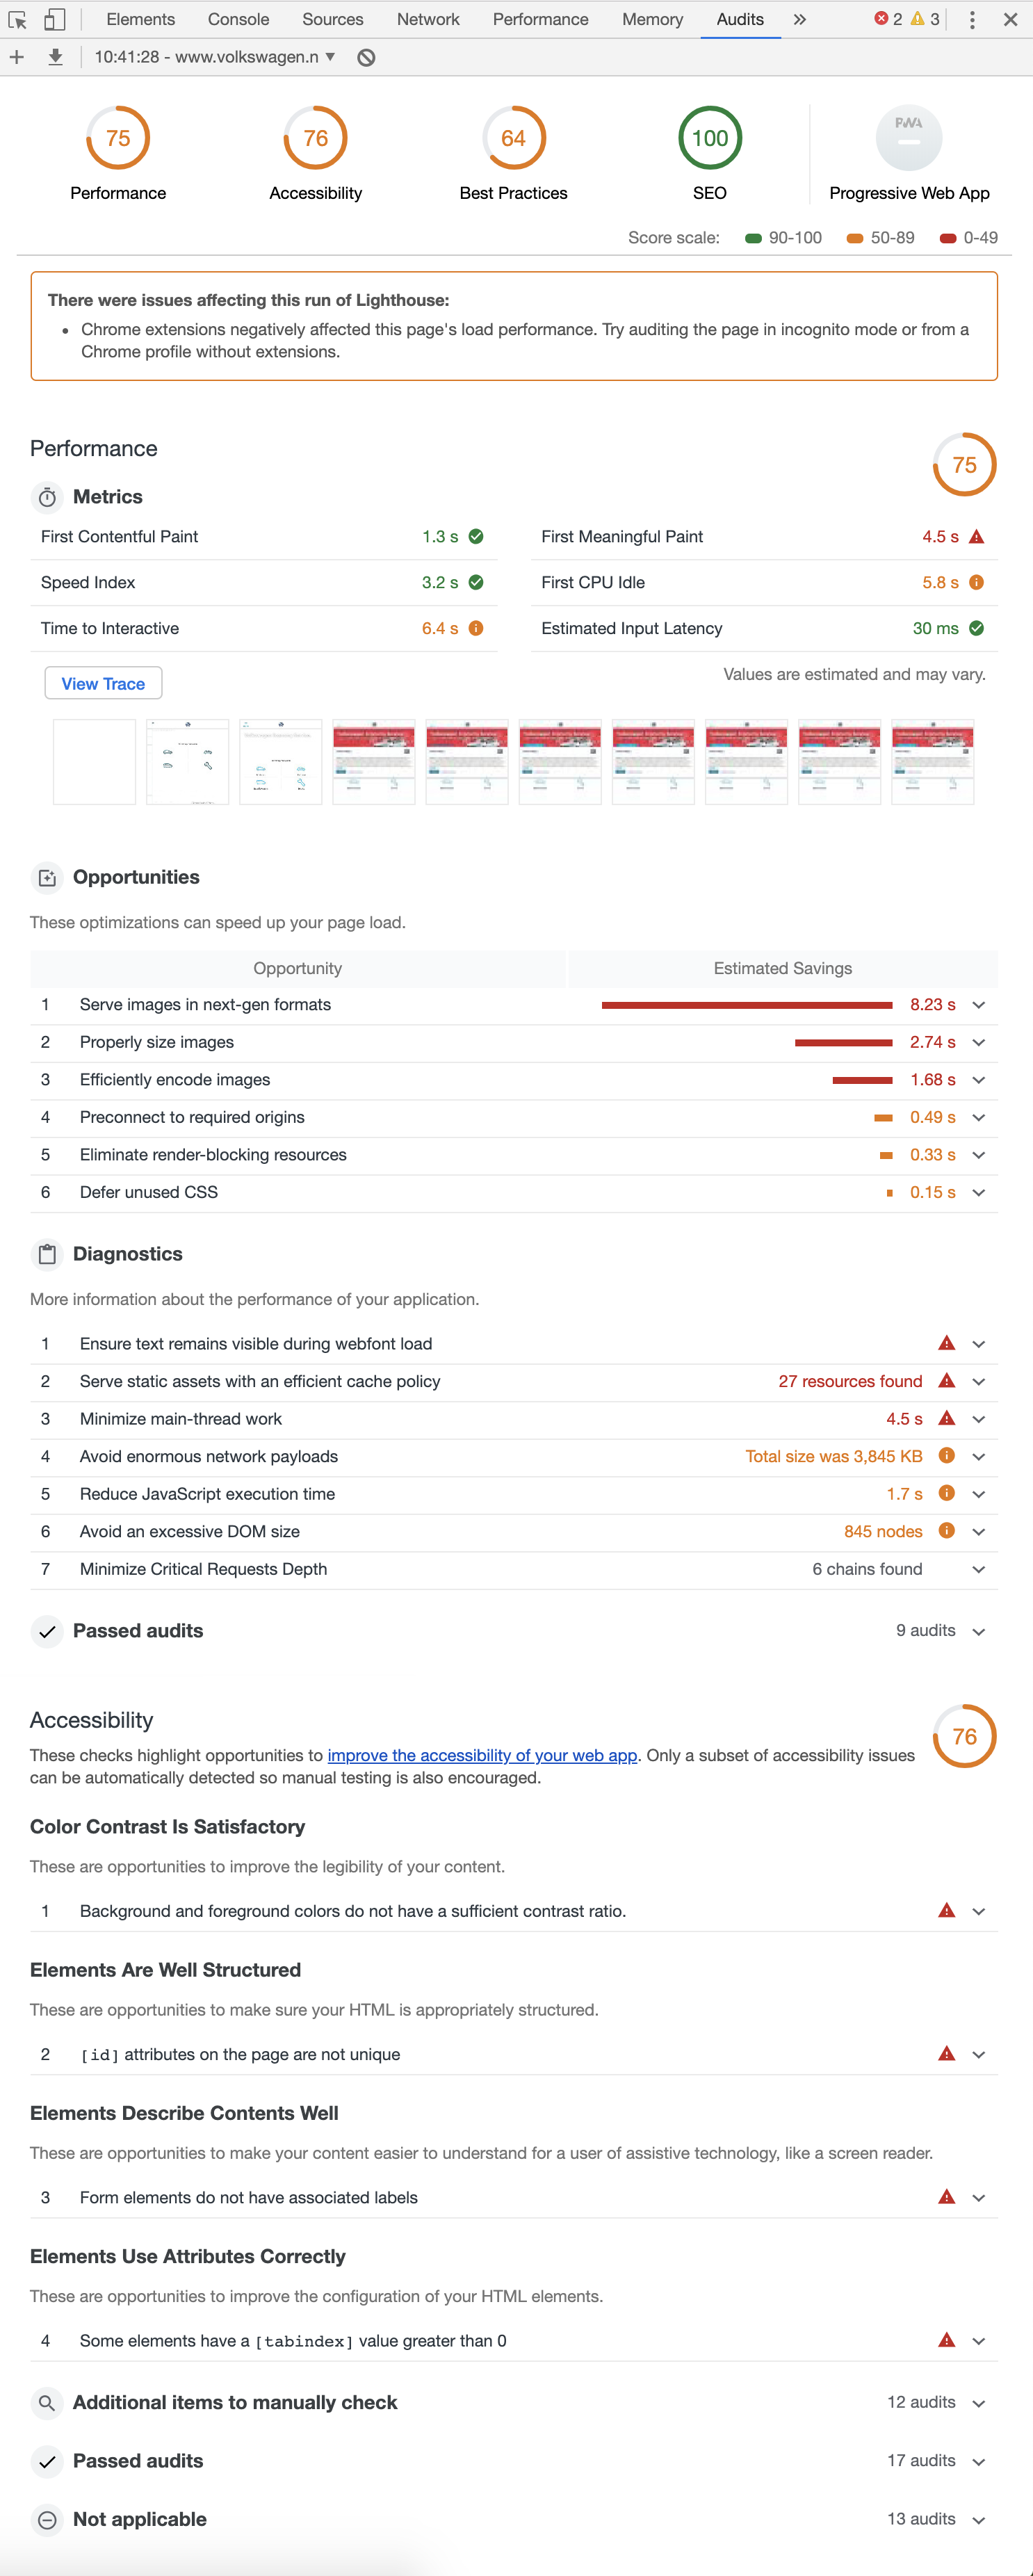 Elements Console Sources Network Performance Memory Audits » 2 3
10:41:28 - www.volkswagen.n ▼
75 76 64 100 PWA
Performance Accessibility Best Practices SEO Progressive Web App
Score scale: 90-100 50-89 0-49
There were issues affecting this run of Lighthouse:
• Chrome extensions negatively affected this page's load performance. Try auditing the page in incognito mode or from a
Chrome profile without extensions.
Performance 75
Metrics
First Contentful Paint 1.3 s First Meaningful Paint 4.5 s
Speed Index 3.2 s First CPU Idle 5.8 s
Time to Interactive 6.4 s Estimated Input Latency 30 ms
View Trace Values are estimated and may vary.
Opportunities
These optimizations can speed up your page load.
Opportunity Estimated Savings
1 Serve images in next-gen formats 8.23 s
2 Properly size images 2.74 s
3 Efficiently encode images 1.68 s
4 Preconnect to required origins 0.49 s
5 Eliminate render-blocking resources 0.33 s
6 Defer unused CSS 0.15 s
Diagnostics
More information about the performance of your application.
1 Ensure text remains visible during webfont load
2 Serve static assets with an efficient cache policy 27 resources found
3 Minimize main-thread work 4.5 s
4 Avoid enormous network payloads Total size was 3,845 KB
5 Reduce JavaScript execution time 1.7 s
6 Avoid an excessive DOM size 845 nodes
7 Minimize Critical Requests Depth 6 chains found
Passed audits 9 audits
Accessibility 76
These checks highlight opportunities to improve the accessibility of your web app. Only a subset of accessibility issues
can be automatically detected so manual testing is also encouraged.
Color Contrast Is Satisfactory
These are opportunities to improve the legibility of your content.
1 Background and foreground colors do not have a sufficient contrast ratio.
Elements Are Well Structured
These are opportunities to make sure your HTML is appropriately structured.
2 [id] attributes on the page are not unique
Elements Describe Contents Well
These are opportunities to make your content easier to understand for a user of assistive technology, like a screen reader.
3 Form elements do not have associated labels
Elements Use Attributes Correctly
These are opportunities to improve the configuration of your HTML elements.
4 Some elements have a [tabindex] value greater than 0
Additional items to manually check 12 audits
Passed audits 17 audits
Not applicable 13 audits